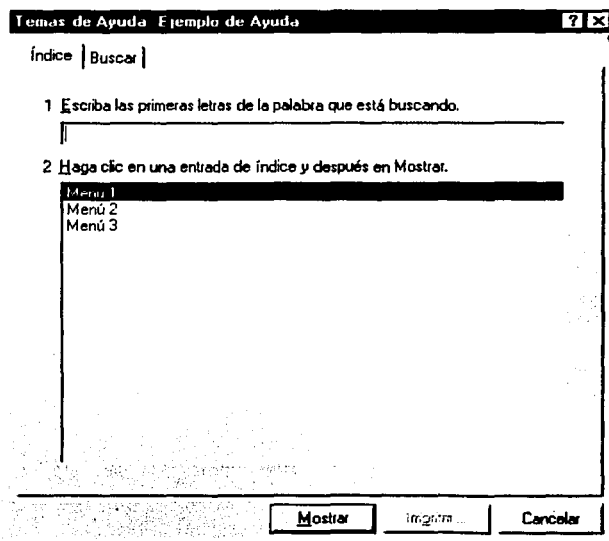 Temas de Ayuda Ejemplo de Ayuda
Índice Buscar
1 Escriba las primeras letras de la palabra que está buscando.
2 Haga clic en una entrada de índice y después en Mostrar.
Menú 1
Menú 2
Menú 3
Mostrar Imprimir... Cancelar